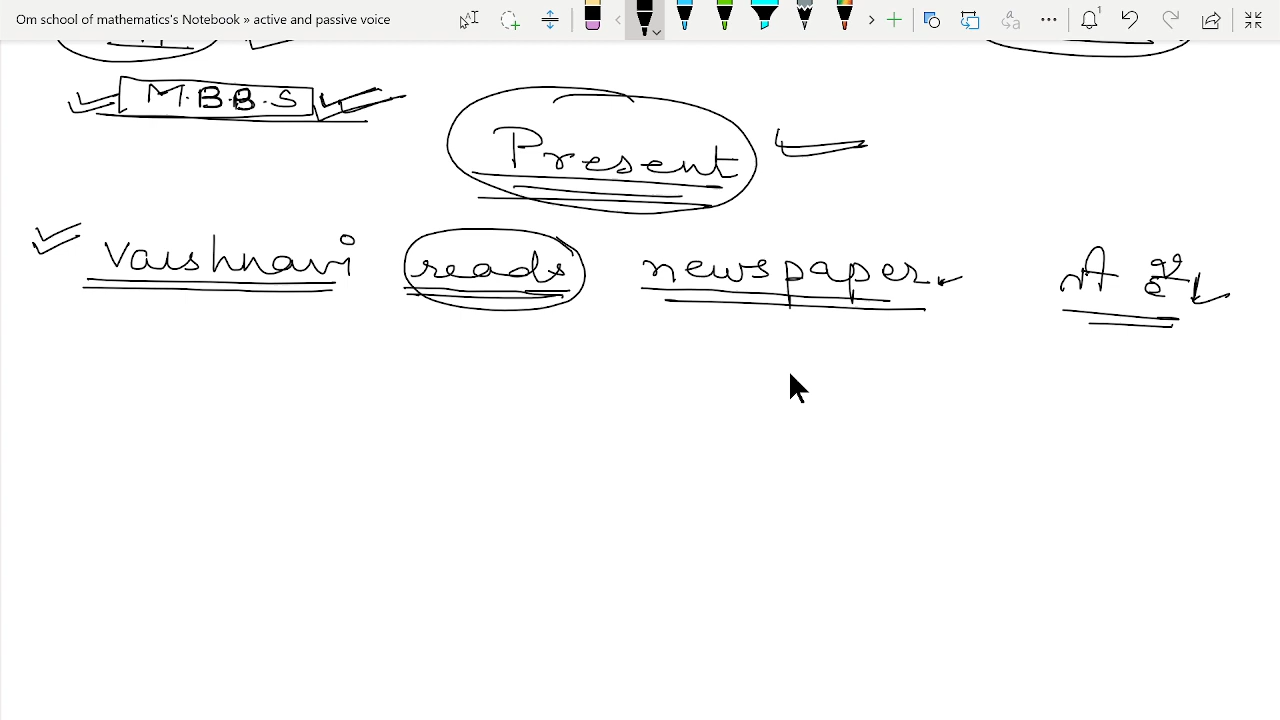 Om school of mathematics's Notebook » active and passive voice
M.B.B.S
Present
vaishnavi reads newspaper.